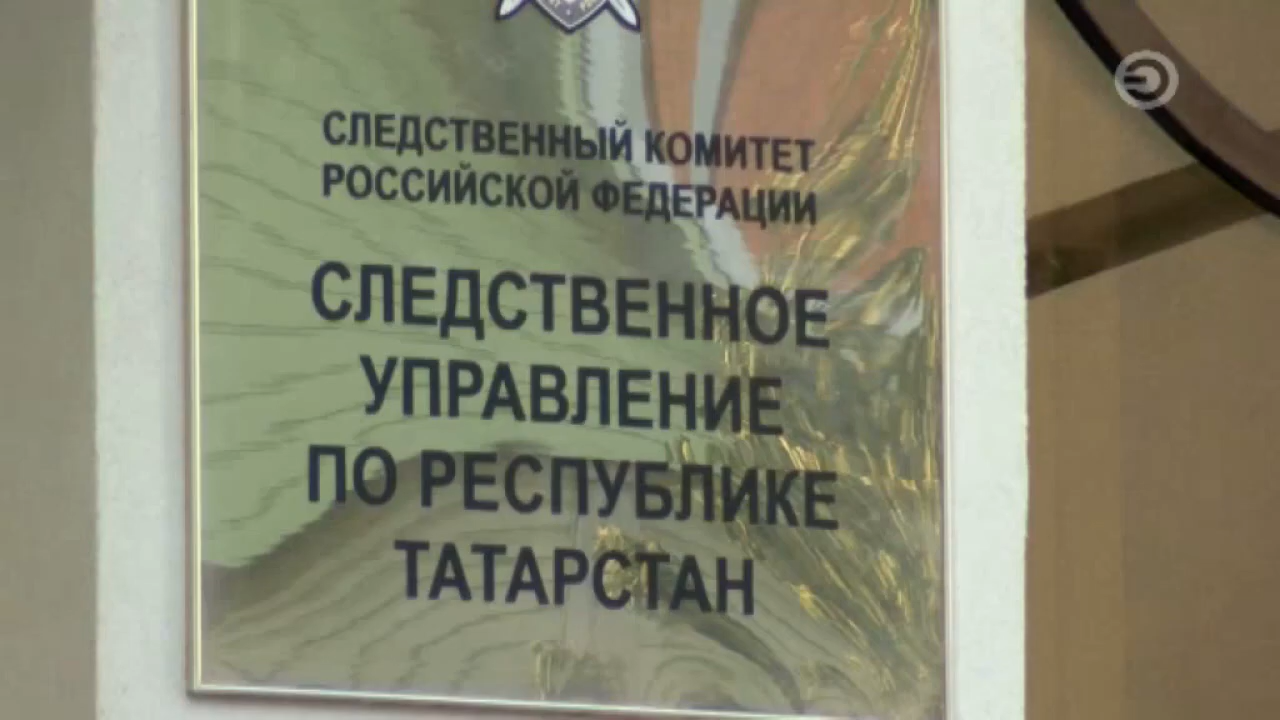 СЛЕДСТВЕННЫЙ КОМИТЕТ
РОССИЙСКОЙ ФЕДЕРАЦИИ
СЛЕДСТВЕННОЕ
УПРАВЛЕНИЕ
ПО РЕСПУБЛИКЕ
ТАТАРСТАН